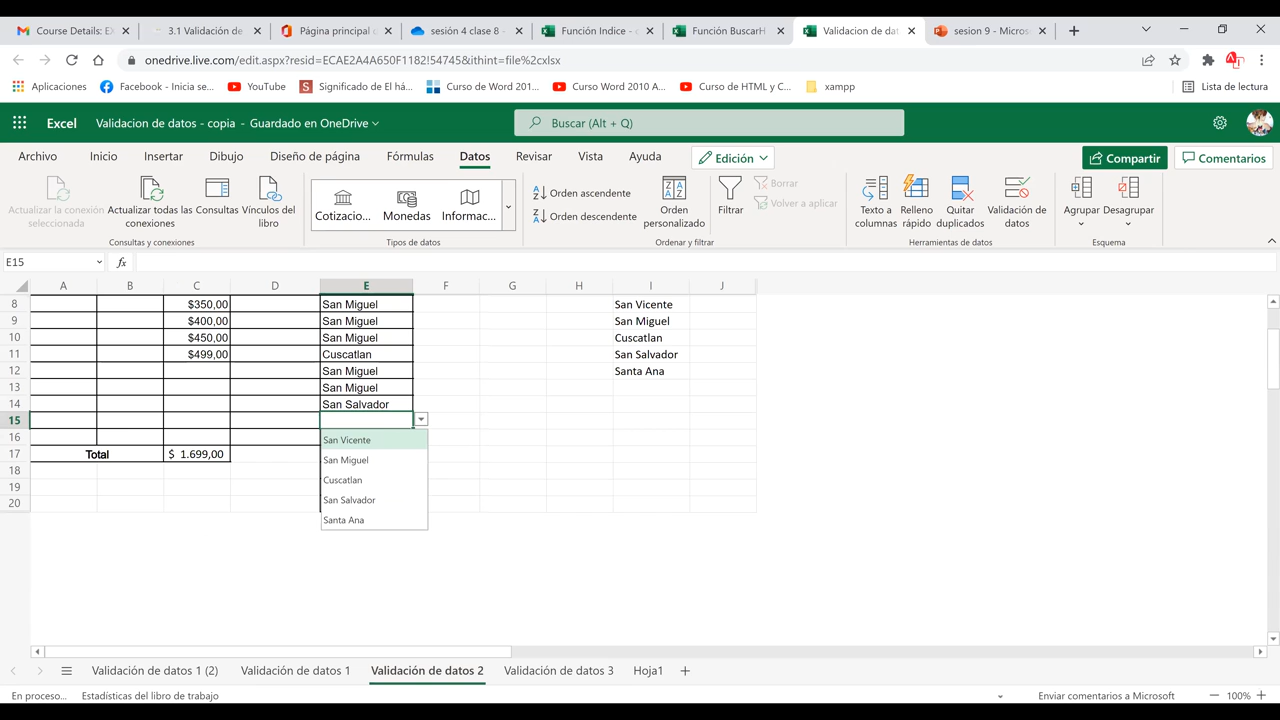 Course Details: EX
3.1 Validación de
Página principal c
sesión 4 clase 8 -
Función Indice - c
Función BuscarH
Validacion de dat
sesion 9 - Micros
onedrive.live.com/edit.aspx?resid=ECAE2A4A650F1182!54745&ithint=file%2cxlsx
Aplicaciones
Facebook - Inicia se...
YouTube
Significado de El há...
Curso Word 201...
Curso Word 2010 A...
Curso de HTML y C...
xampp
Lista de lectura
Excel
Validacion de datos - copia - Guardado en OneDrive
Buscar (Alt + Q)
Archivo
Inicio
Insertar
Dibujo
Diseño de página
Fórmulas
Datos
Revisar
Vista
Ayuda
Edición
Compartir
Comentarios
Actualizar la conexión
seleccionada
Actualizar todas las
conexiones
Consultas
Vínculos del
libro
Consultas y conexiones
Cotizacio...
Monedas
Informac...
Tipos de datos
Orden ascendente
Orden descendente
Orden
personalizado
Filtrar
Borrar
Volver a aplicar
Ordenar y filtrar
Texto a
columnas
Relleno
rápido
Quitar
duplicados
Validación de
datos
Herramientas de datos
Agrupar
Desagrupar
Esquema
E15
fx
A B C D E F G H I J
8 $350,00 San Miguel San Vicente
9 $400,00 San Miguel San Miguel
10 $450,00 San Miguel Cuscatlan
11 $499,00 Cuscatlan San Salvador
12 San Miguel Santa Ana
13 San Miguel
14 San Salvador
15
16
17 Total $ 1.699,00
18
19
20
San Vicente
San Miguel
Cuscatlan
San Salvador
Santa Ana
Validación de datos 1 (2)
Validación de datos 1
Validación de datos 2
Validación de datos 3
Hoja1
En proceso...
Estadísticas del libro de trabajo
Enviar comentarios a Microsoft
100%